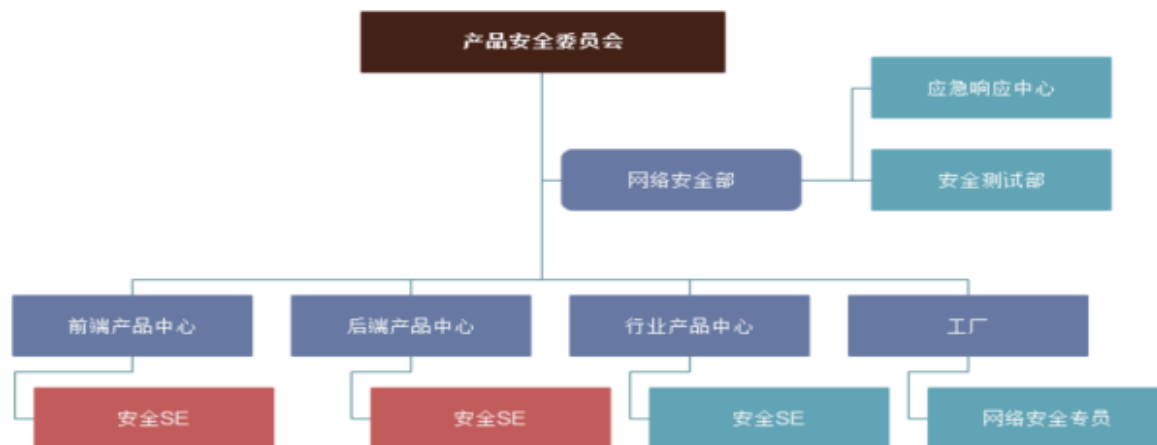 产品安全委员会
应急响应中心
网络安全部
安全测试部
前端产品中心
后端产品中心
行业产品中心
工厂
安全SE
安全SE
安全SE
网络安全专员